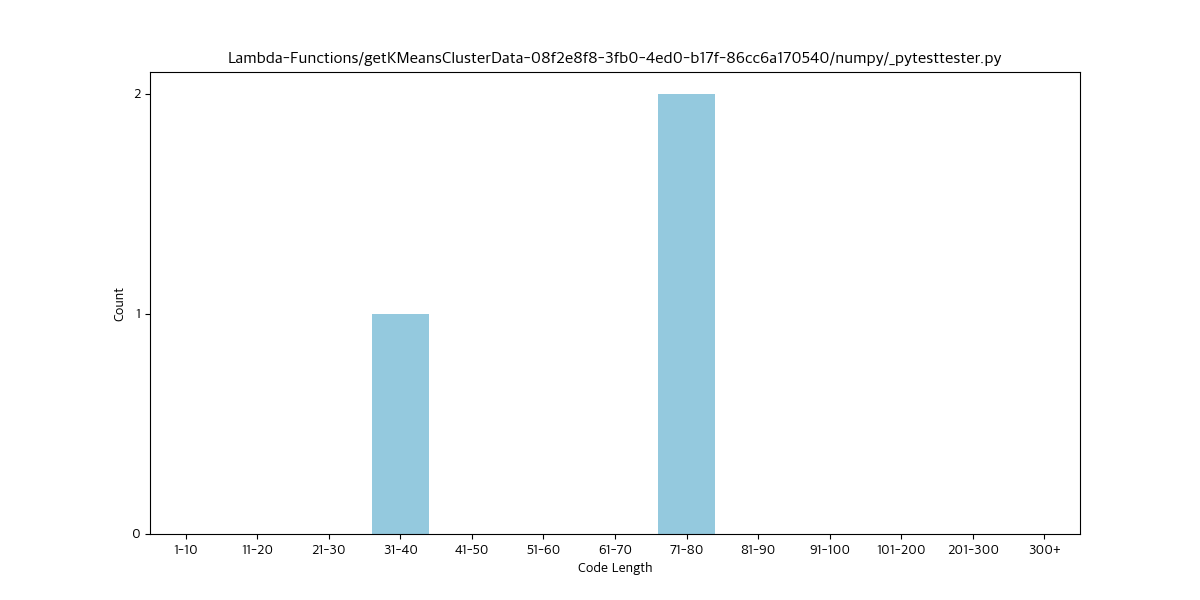 Lambda-Functions/getKMeansClusterData-08f2e8f8-3fb0-4ed0-b17f-86cc6a170540/numpy/_pytesttester.py
2
1
0
Count
1-10 11-20 21-30 31-40 41-50 51-60 61-70 71-80 81-90 91-100 101-200 201-300 300+
Code Length